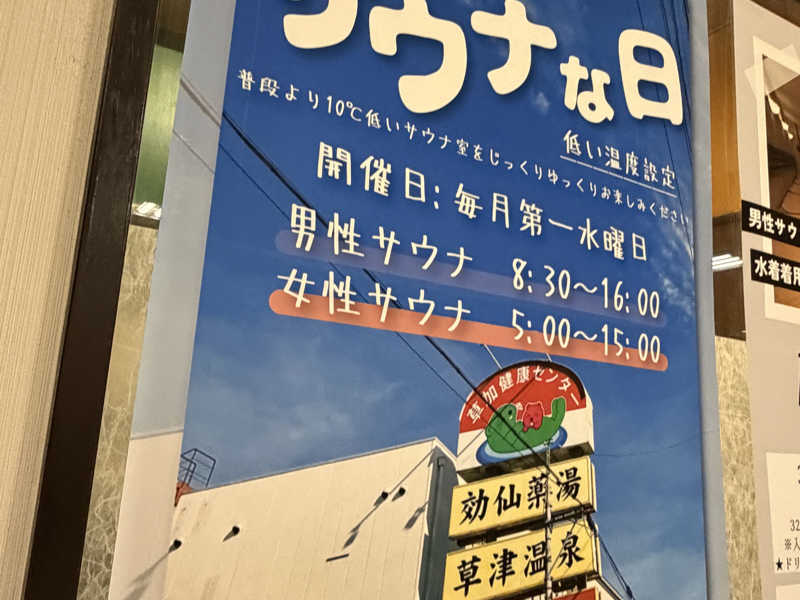 サウナな日
低い温度設定
普段より10℃低いサウナ室をじっくりゆっくりお楽しみください
開催日:毎月第一水曜日
男性サウナ 8:30〜16:00
女性サウナ 5:00〜15:00
草加健康センター
効仙薬湯
草津温泉
男性サウ
水着着用
32
※入
★ドリ